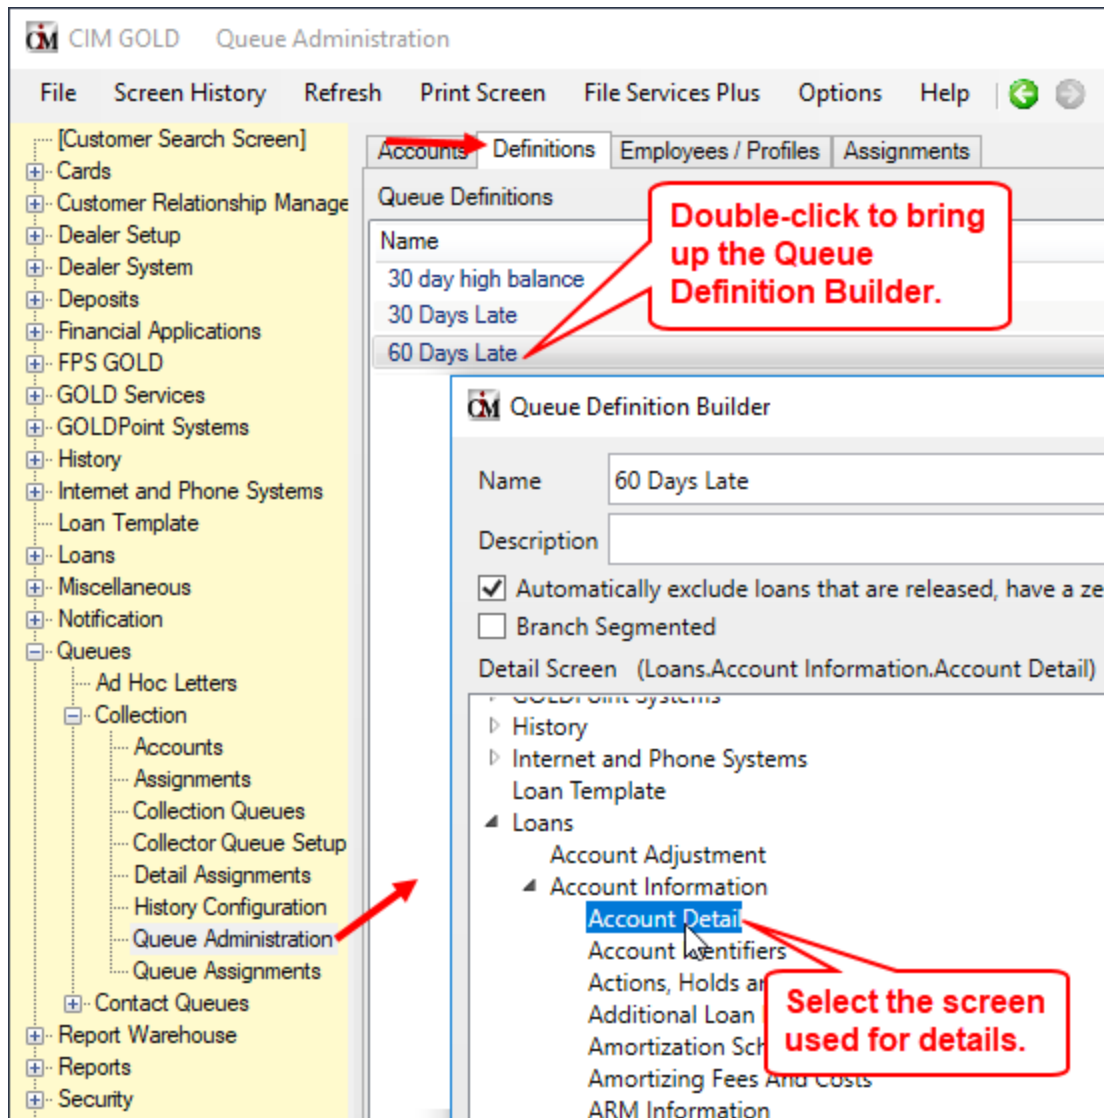 CIM GOLD Queue Administration
File Screen History Refresh Print Screen File Services Plus Options Help
[Customer Search Screen]
Cards
Customer Relationship Manage
Dealer Setup
Dealer System
Deposits
Financial Applications
FPS GOLD
GOLD Services
GOLDPoint Systems
History
Internet and Phone Systems
Loan Template
Loans
Miscellaneous
Notification
Queues
Ad Hoc Letters
Collection
Accounts
Assignments
Collection Queues
Collector Queue Setup
Detail Assignments
History Configuration
Queue Administration
Queue Assignments
Contact Queues
Report Warehouse
Reports
Security
Accounts Definitions Employees / Profiles Assignments
Queue Definitions
Name
30 day high balance
30 Days Late
60 Days Late
Double-click to bring
up the Queue
Definition Builder.
CIM Queue Definition Builder
Name 60 Days Late
Description
Automatically exclude loans that are released, have a ze
Branch Segmented
Detail Screen (Loans.Account Information.Account Detail)
GOLDPoint Systems
History
Internet and Phone Systems
Loan Template
Loans
Account Adjustment
Account Information
Account Detail
Account Identifiers
Actions, Holds
Additional Loan
Amortization
Amortizing Fees And Costs
ARM Information
Select the screen
used for details.